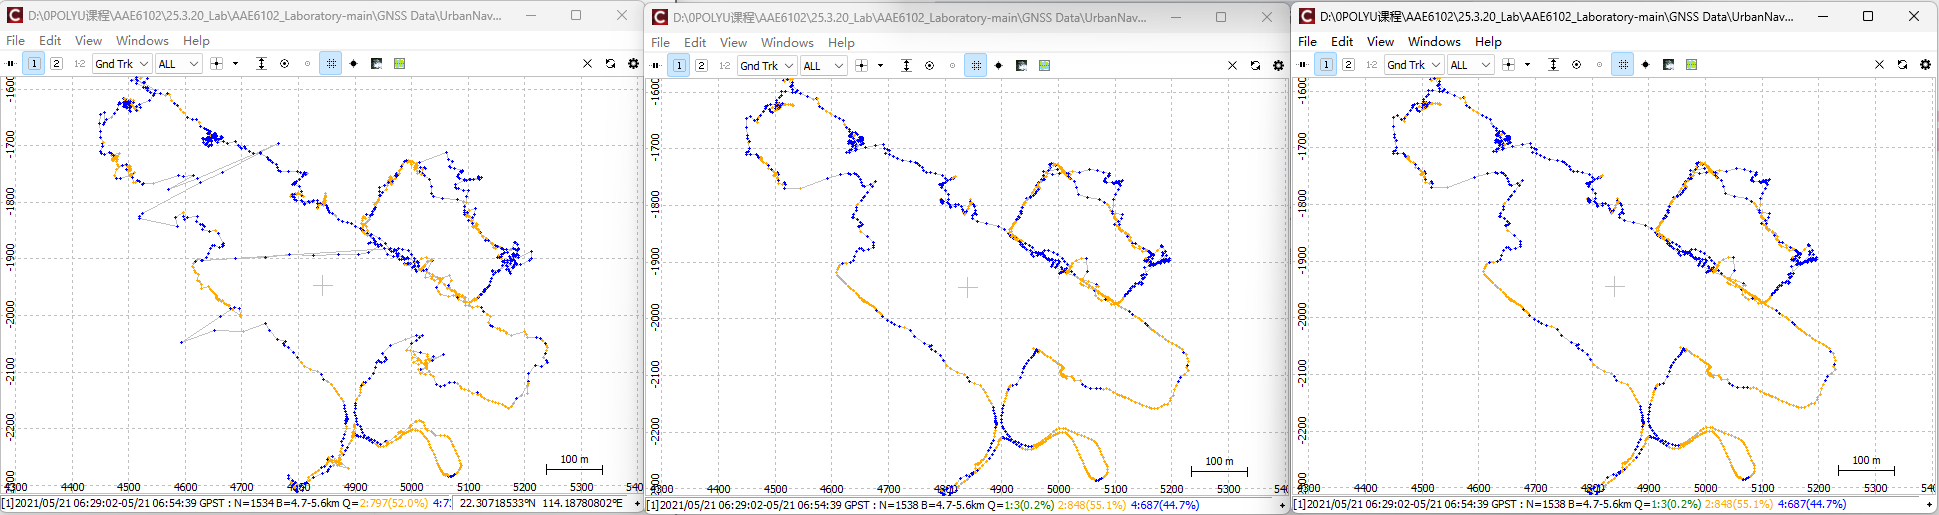 D:\0POLYU课程\AAE6102\25.3.20_Lab\AAE6102_Laboratory-main\GNSS Data\UrbanNav...
File Edit View Windows Help
1 2 1-2 Gnd Trk ALL
-1600
-1700
-1800
-1900
-2000
-2100
-2200
-2300
4300 4400 4500 4600 4700 4800 4900 5000 5100 5200 5300
100 m
[1]2021/05/21 06:29:02-05/21 06:54:39 GPST : N=1534 B=4.7-5.6km Q=2:797(52.0%) 4:7 22.30718533°N 114.18780802°E
D:\0POLYU课程\AAE6102\25.3.20_Lab\AAE6102_Laboratory-main\GNSS Data\UrbanNav...
File Edit View Windows Help
1 2 1-2 Gnd Trk ALL
-1600
-1700
-1800
-1900
-2000
-2100
-2200
-2300
4300 4400 4500 4600 4700 4800 4900 5000 5100 5200 540
100 m
[1]2021/05/21 06:29:02-05/21 06:54:39 GPST : N=1538 B=4.7-5.6km Q=1:3(0.2%) 2:848(55.1%) 4:687(44.7%)
D:\0POLYU课程\AAE6102\25.3.20_Lab\AAE6102_Laboratory-main\GNSS Data\UrbanNav...
File Edit View Windows Help
1 2 1-2 Gnd Trk ALL
-1600
-1700
-1800
-1900
-2000
-2100
-2200
-2300
4300 4400 4500 4600 4700 4800 4900 5000 5100 5200 540
100 m
[1]2021/05/21 06:29:02-05/21 06:54:39 GPST : N=1538 B=4.7-5.6km Q=1:3(0.2%) 2:848(55.1%) 4:687(44.7%)